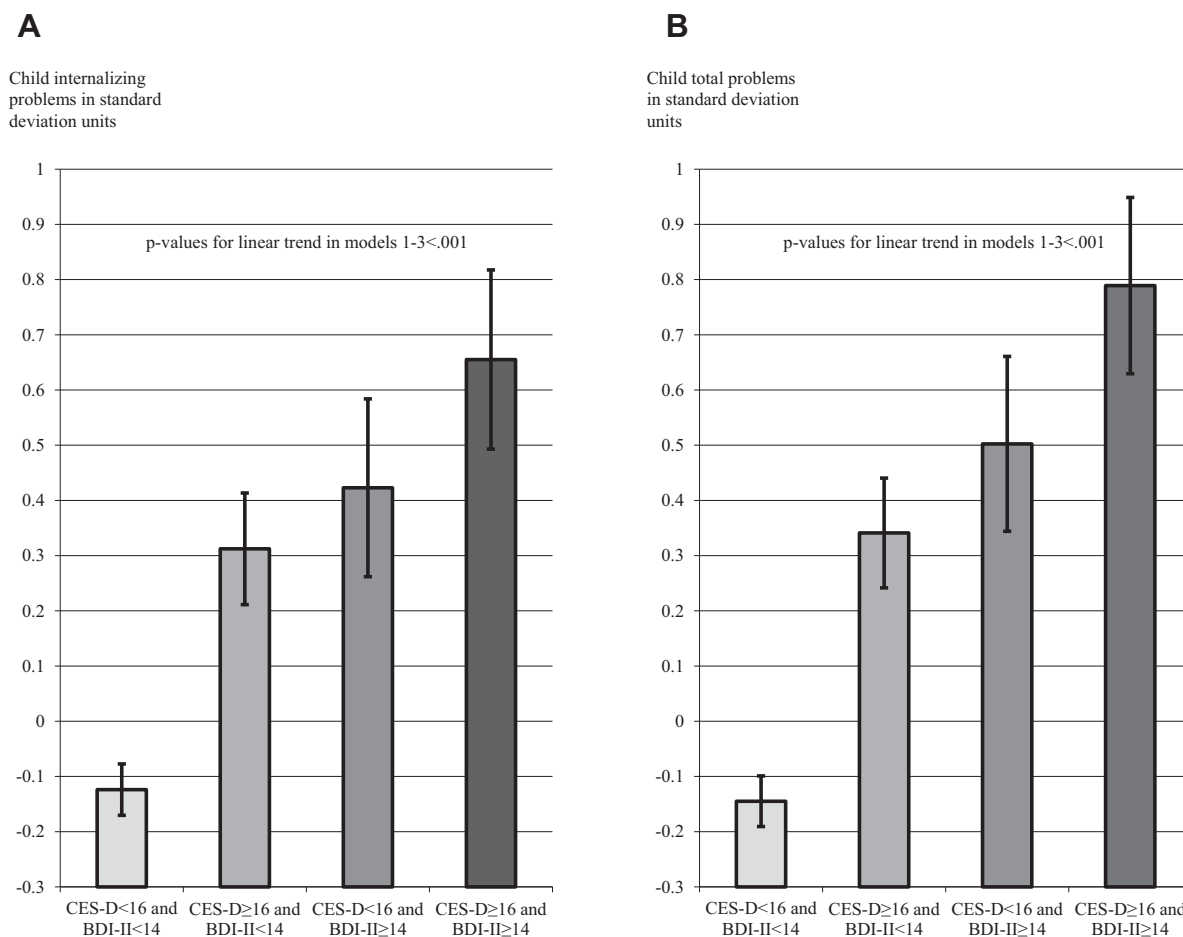 A
Child internalizing
problems in standard
deviation units
1
0.9
0.8
0.7
0.6
0.5
0.4
0.3
0.2
0.1
0
-0.1
-0.2
-0.3
p-values for linear trend in models 1-3<.001
CES-D<16 and
BDI-II<14
CES-D≥16 and
BDI-II<14
CES-D<16 and
BDI-II≥14
CES-D≥16 and
BDI-II≥14
B
Child total problems
in standard deviation
units
1
0.9
0.8
0.7
0.6
0.5
0.4
0.3
0.2
0.1
0
-0.1
-0.2
-0.3
p-values for linear trend in models 1-3<.001
CES-D<16 and
BDI-II<14
CES-D≥16 and
BDI-II<14
CES-D<16 and
BDI-II≥14
CES-D≥16 and
BDI-II≥14